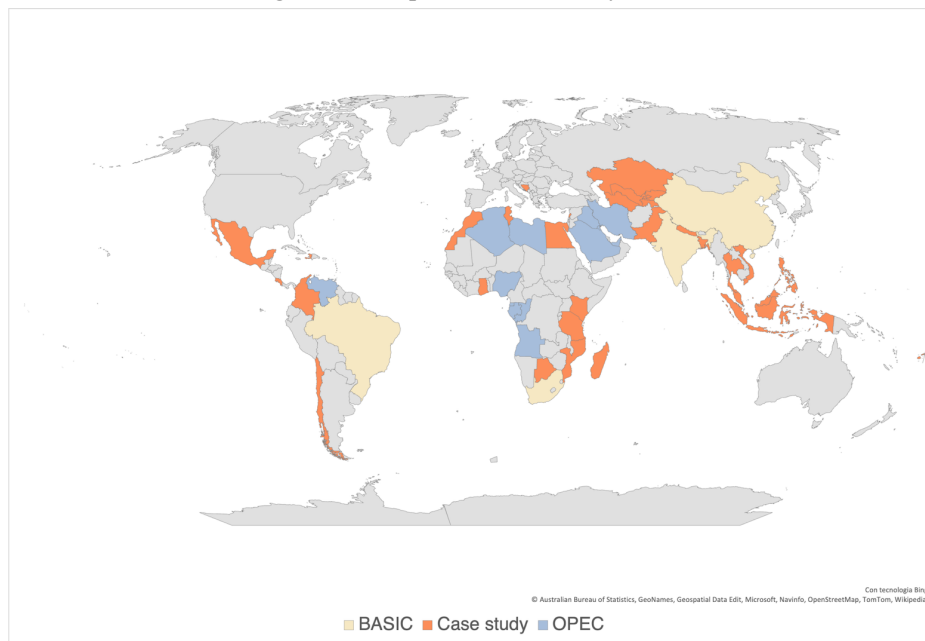 Con tecnologia Bing
© Australian Bureau of Statistics, GeoNames, Geospatial Data Edit, Microsoft, Navinfo, OpenStreetMap, TomTom, Wikipedia
BASIC Case study OPEC